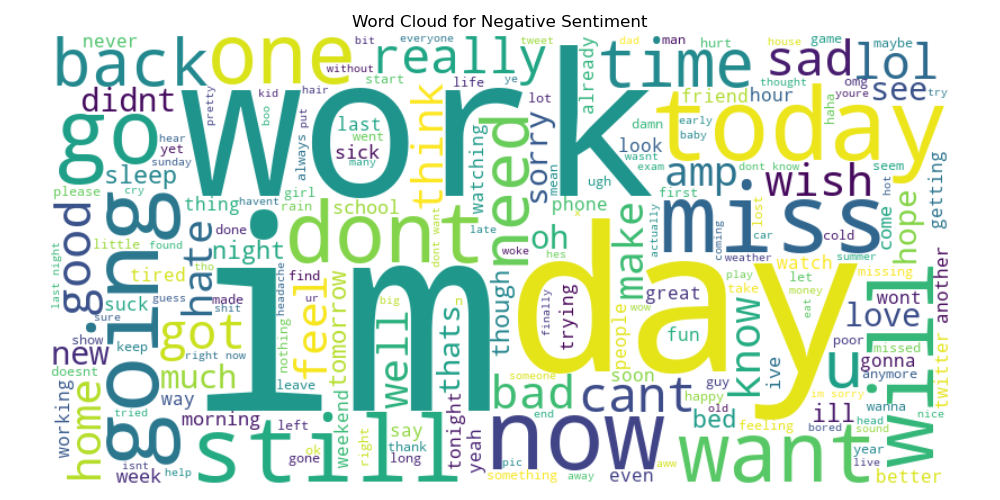 Word Cloud for Negative Sentiment
never
bit
everyone
tweet
dad
man
hurt
house
game
maybe
back
one
really
without
time
sad
lol
start
life
ye
already
thought
omg
youre
see
try
didnt
pretty
kid
hair
work
lot
friend
hour
today
haha
go
boo
put
last
went
think
watching
need
sorry
damn
early
baby
hear
yet
sunday
always
sick
many
look
wasnt
exam
dont know
seem
sleep
mean
ugh
amp
wish
hot
please
cry
thing
girl
rain
school
phone
first
miss
lost
come
hope
getting
good
going
havent
dont
late
x
make
actually
little
found
hate
done
night
dont want
woke
oh
hes
coming
car
cold
weather
summer
last night
tired
tho
headache
find
im
day
watch
missing
another
suck
guess
made
shit
ur
feel
tomorrow
big
well
n
thats
though
finally
trying
people
wow
great
play
take
let
money
eat
wont
sure
show
got
nothing
fun
know
love
poor
missed
will
twitter
new
keep
right now
doesnt
much
leave
someone
soon
guy
ive
u
gonna
anymore
home
way
weekend
bad
cant
happy
old
im sorry
wanna
working
tried
morning
left
still
say
tonight
yeah
end
now
bed
feeling
ill
bored
head
sound
nice
isnt
week
help
gone
ok
right
thank
long
pic
something
away
aww
even
want
year
live
better